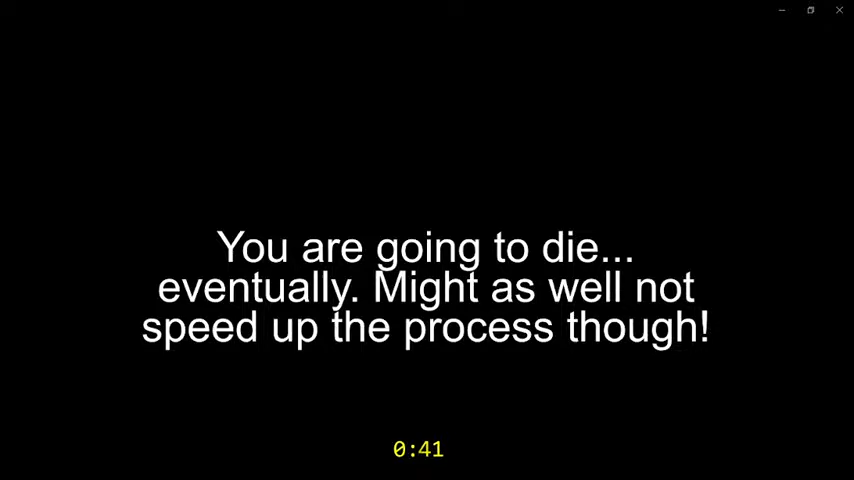 You are going to die...
eventually. Might as well not
speed up the process though!
0:41